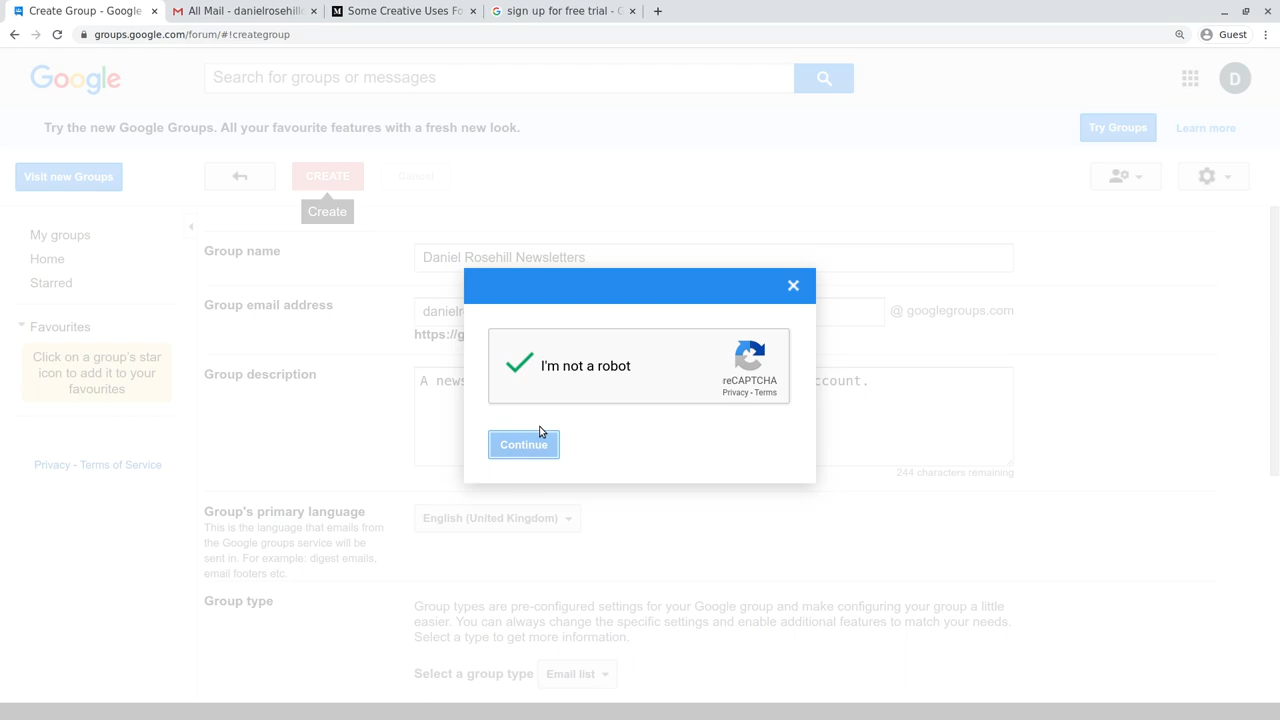 Create Group - Google
All Mail - danielrosehill
Some Creative Uses Fo
sign up for free trial - G
groups.google.com/forum/#!creategroup
Guest
Google
Search for groups or messages
D
Try the new Google Groups. All your favourite features with a fresh new look.
Try Groups
Learn more
Visit new Groups
CREATE
Cancel
Create
My groups
Home
Starred
Favourites
Click on a group's star
icon to add it to your
favourites
Privacy - Terms of Service
Group name
Daniel Rosehill Newsletters
Group email address
danielr
@ googlegroups.com
https://g
Group description
A news
ccount.
244 characters remaining
I'm not a robot
reCAPTCHA
Privacy - Terms
Continue
Group's primary language
This is the language that emails from
the Google groups service will be
sent in. For example: digest emails,
email footers etc.
English (United Kingdom)
Group type
Group types are pre-configured settings for your Google group and make configuring your group a little
easier. You can always change the specific settings and enable additional features to match your needs.
Select a type to get more information.
Select a group type
Email list